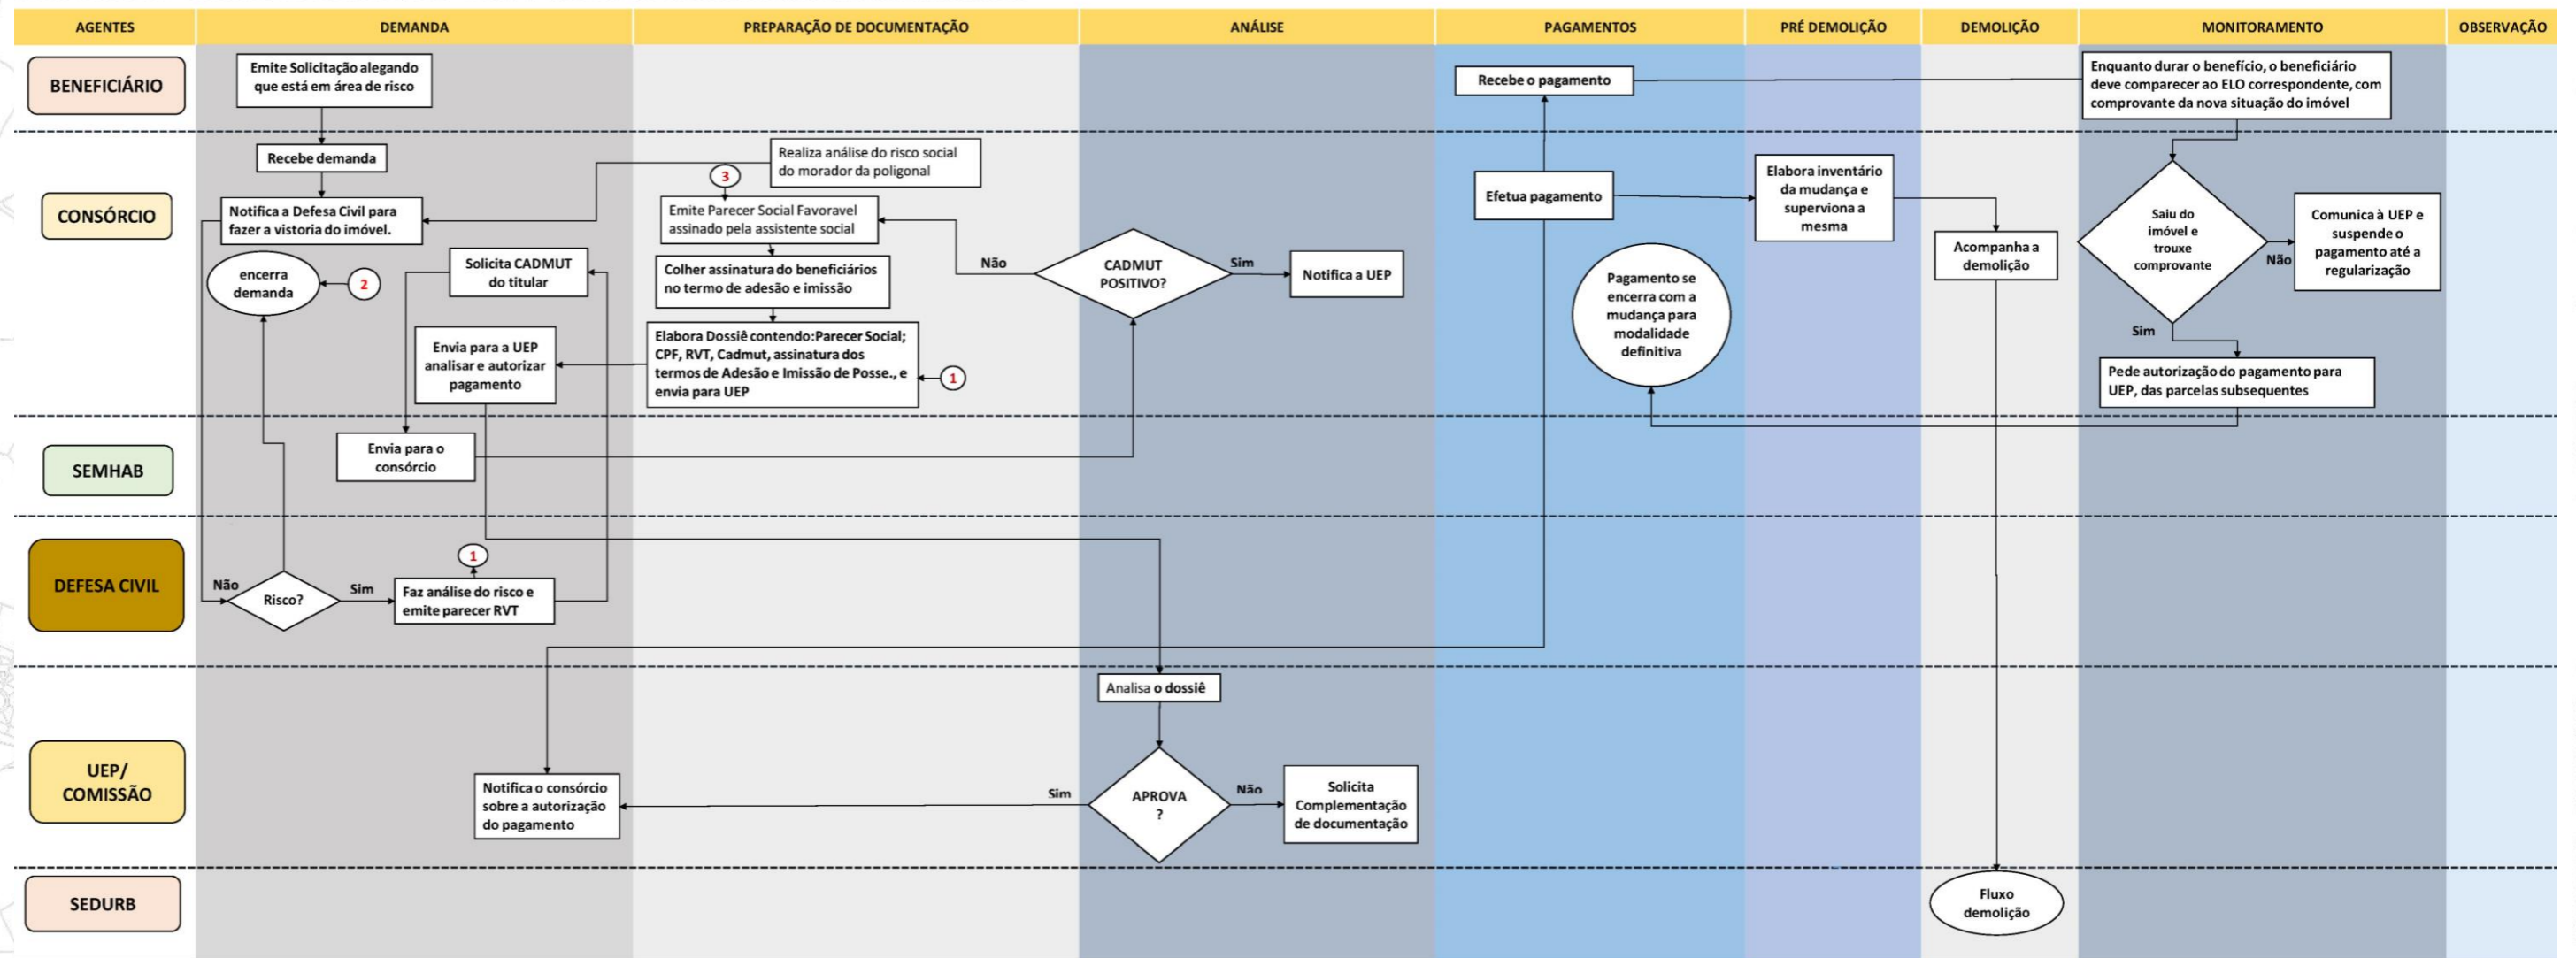 AGENTES
DEMANDA
PREPARAÇÃO DE DOCUMENTAÇÃO
ANÁLISE
PAGAMENTOS
PRÉ DEMOLIÇÃO
DEMOLIÇÃO
MONITORAMENTO
OBSERVAÇÃO
BENEFICIÁRIO
Emite Solicitação alegando
que está em área de risco
Recebe o pagamento
Enquanto durar o benefício, o beneficiário
deve comparecer ao ELO correspondente, com
comprovante da nova situação do imóvel
CONSÓRCIO
Recebe demanda
Notifica a Defesa Civil para
fazer a vistoria do imóvel.
encerra
demanda
2
Solicita CADMUT
do titular
Envia para a UEP
analisar e autorizar
pagamento
Realiza análise do risco social
do morador da poligonal
3
Emite Parecer Social Favoravel
assinado pela assistente social
Colher assinatura do beneficiários
no termo de adesão e imissão
Elabora Dossiê contendo:Parecer Social;
CPF, RVT, Cadmut, assinatura dos
termos de Adesão e Imissão de Posse., e
envia para UEP
1
Não
CADMUT
POSITIVO?
Sim
Notifica a UEP
Efetua pagamento
Pagamento se
encerra com a
mudança para
modalidade
definitiva
Elabora inventário
da mudança e
superviona a
mesma
Acompanha a
demolição
Saiu do
imóvel e
trouxe
comprovante
Não
Comunica à UEP e
suspende o
pagamento até a
regularização
Sim
Pede autorização do pagamento para
UEP, das parcelas subsequentes
SEMHAB
Envia para o
consórcio
DEFESA CIVIL
Não
Risco?
Sim
1
Faz análise do risco e
emite parecer RVT
UEP/
COMISSÃO
Notifica o consórcio
sobre a autorização
do pagamento
Analisa o dossiê
Sim
APROVA
?
Não
Solicita
Complementação
de documentação
SEDURB
Fluxo
demolição